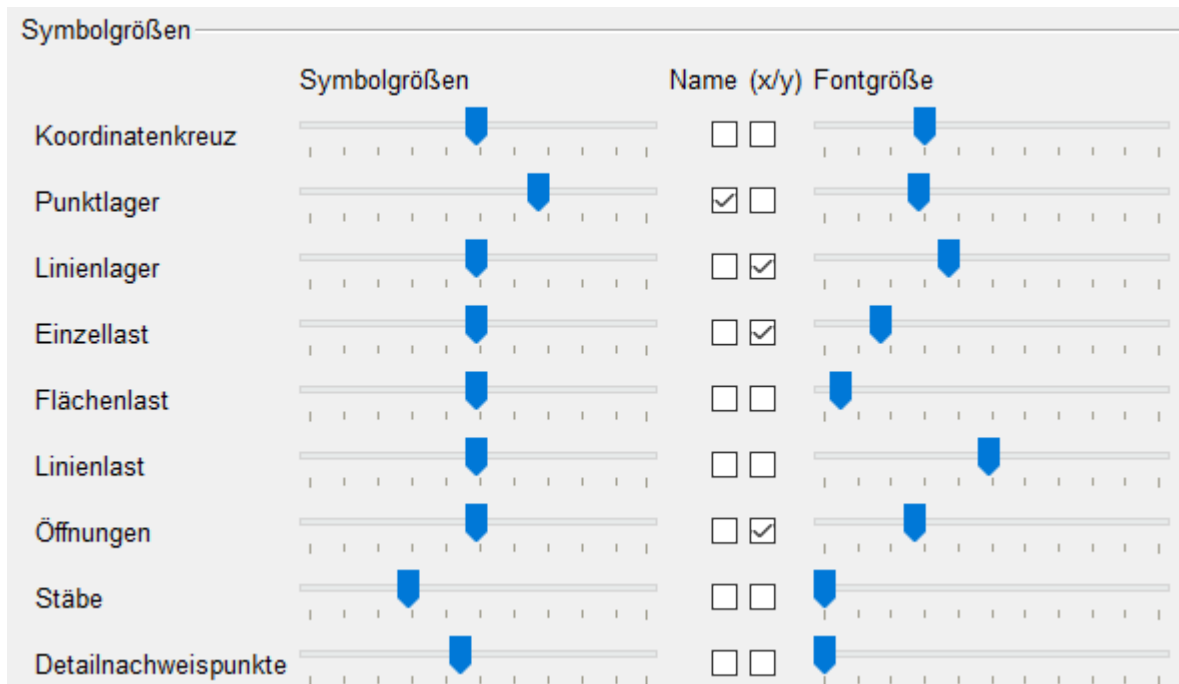 Symbolgrößen
Symbolgrößen Name (x/y) Fontgröße
Koordinatenkreuz
Punktlager
Linienlager
Einzellast
Flächenlast
Linienlast
Öffnungen
Stäbe
Detailnachweispunkte